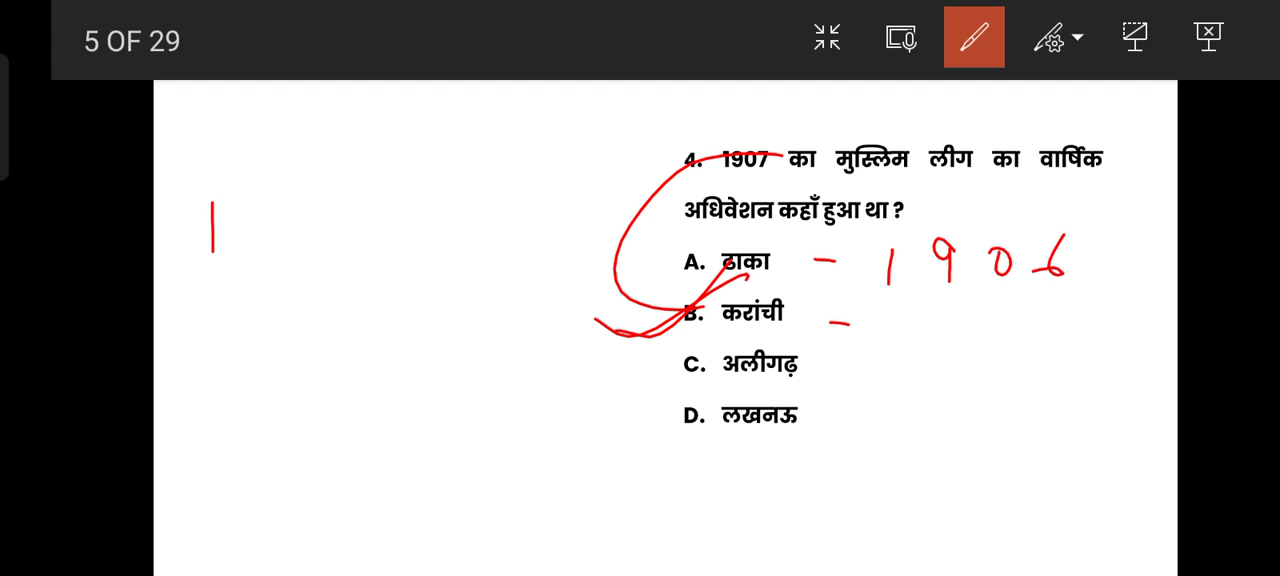 5 OF 29
4. 1907 का मुस्लिम लीग का वार्षिक
अधिवेशन कहाँ हुआ था ?
A. ढाका - 1906
B. करांची -
C. अलीगढ़
D. लखनऊ